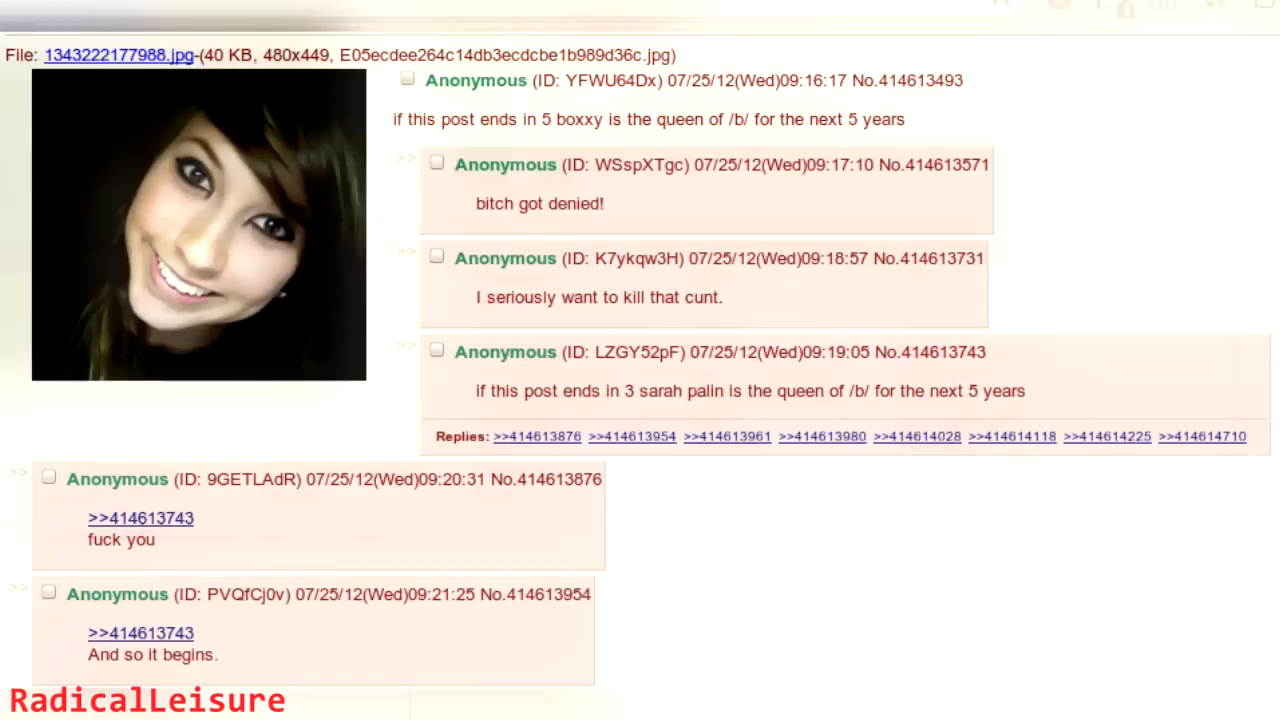 File: 1343222177988.jpg-(40 KB, 480x449, E05ecdee264c14db3ecdcbe1b989d36c.jpg)
Anonymous (ID: YFWU64Dx) 07/25/12(Wed)09:16:17 No.414613493
if this post ends in 5 boxxy is the queen of /b/ for the next 5 years
>> Anonymous (ID: WSspXTgc) 07/25/12(Wed)09:17:10 No.414613571
bitch got denied!
>> Anonymous (ID: K7ykqw3H) 07/25/12(Wed)09:18:57 No.414613731
I seriously want to kill that cunt.
>> Anonymous (ID: LZGY52pF) 07/25/12(Wed)09:19:05 No.414613743
if this post ends in 3 sarah palin is the queen of /b/ for the next 5 years
Replies: >>414613876 >>414613954 >>414613961 >>414613980 >>414614028 >>414614118 >>414614225 >>414614710
>> Anonymous (ID: 9GETLAdR) 07/25/12(Wed)09:20:31 No.414613876
>>414613743
fuck you
>> Anonymous (ID: PVQfCj0v) 07/25/12(Wed)09:21:25 No.414613954
>>414613743
And so it begins.
RadicalLeisure